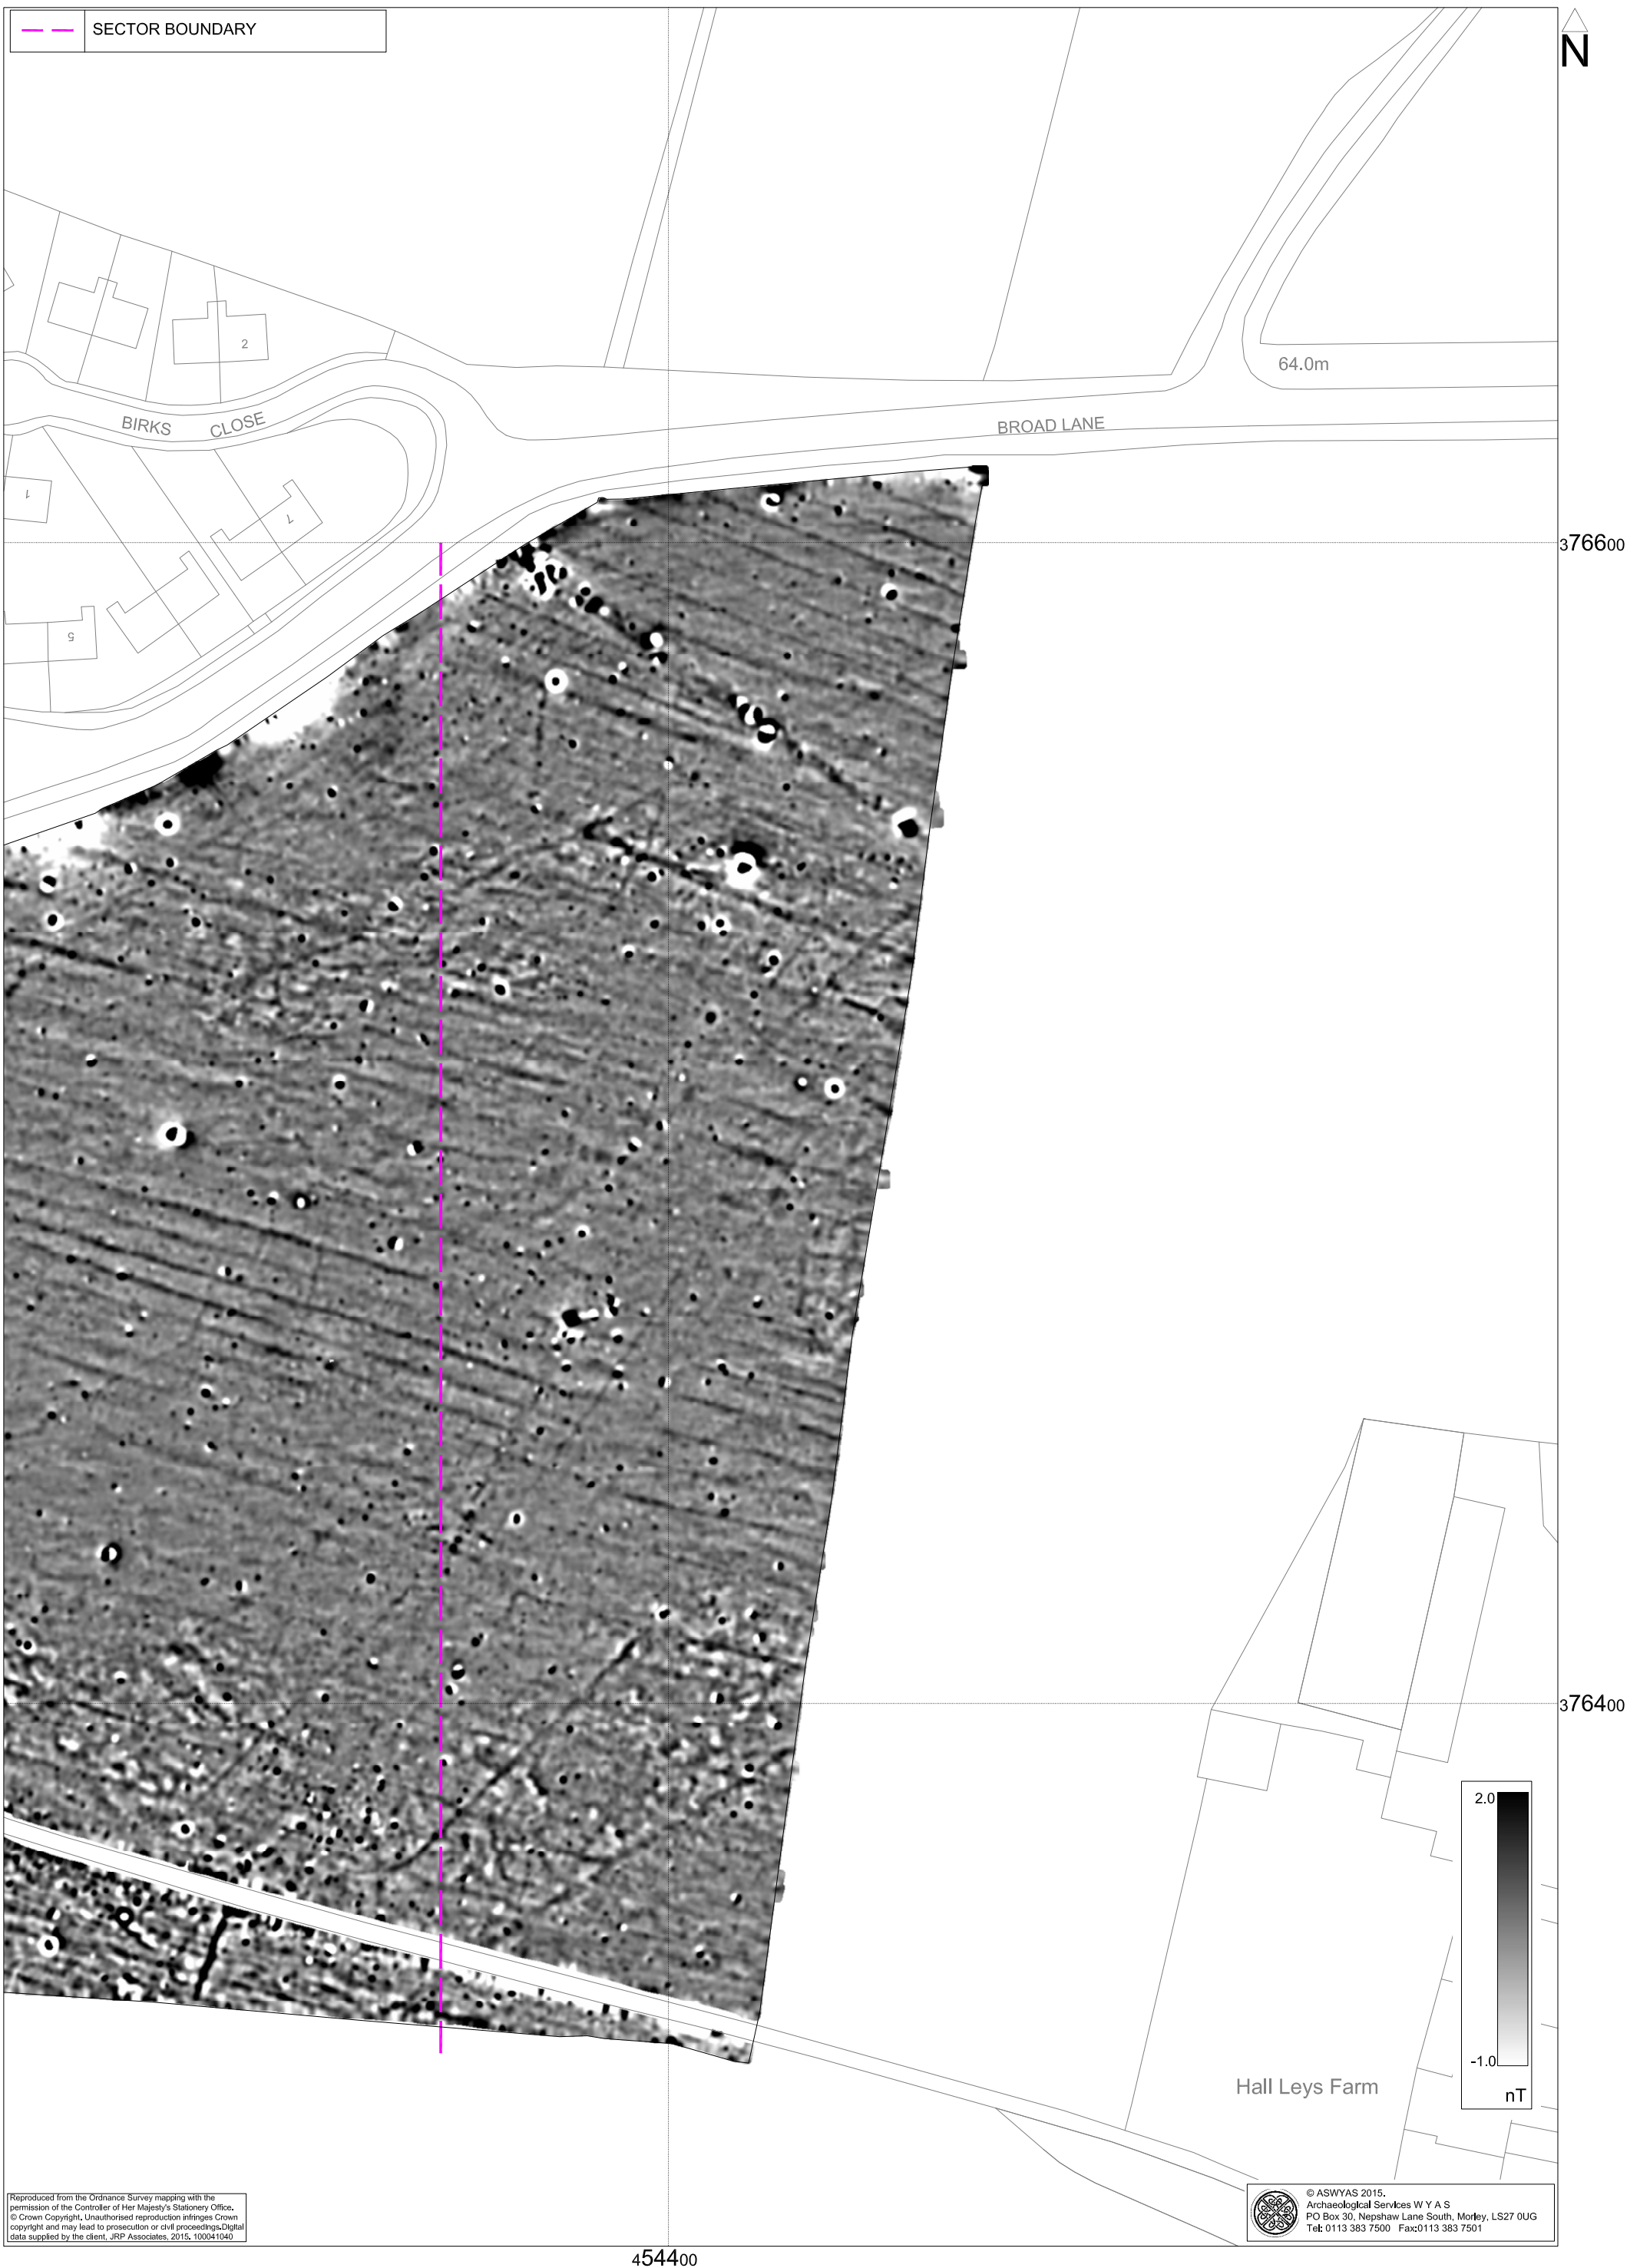 SECTOR BOUNDARY
N
2
64.0m
BIRKS CLOSE
BROAD LANE
1
7
376600
5
376400
2.0
-1.0
nT
Hall Leys Farm
Reproduced from the Ordnance Survey mapping with the
permission of the Controller of Her Majesty's Stationery Office.
© Crown Copyright. Unauthorised reproduction infringes Crown
copyright and may lead to prosecution or civil proceedings.Digital
data supplied by the client, JRP Associates, 2015. 100041040
© ASWYAS 2015.
Archaeological Services W Y A S
PO Box 30, Nepshaw Lane South, Morley, LS27 0UG
Tel: 0113 383 7500 Fax:0113 383 7501
454400